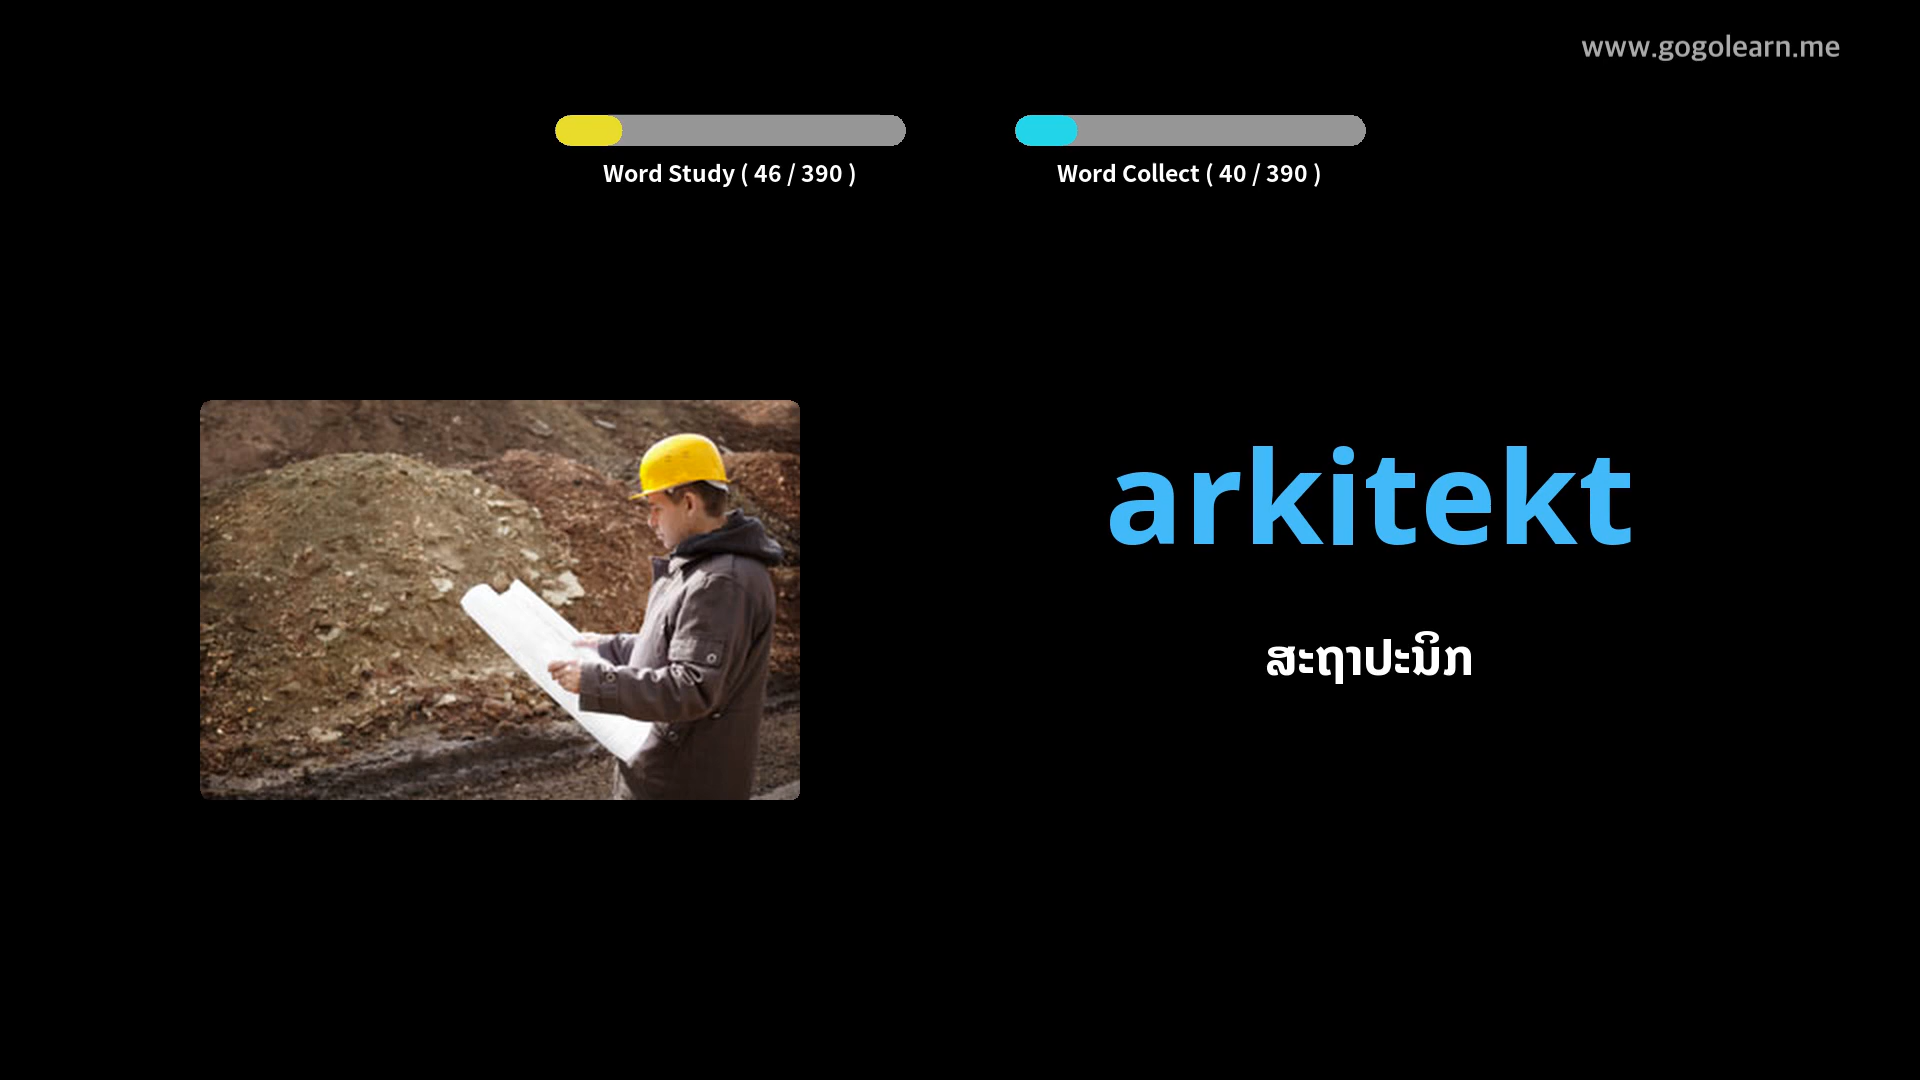 www.gogolearn.me
Word Study ( 46 / 390 )
Word Collect ( 40 / 390 )
arkitekt
ສະຖາປະນິກ